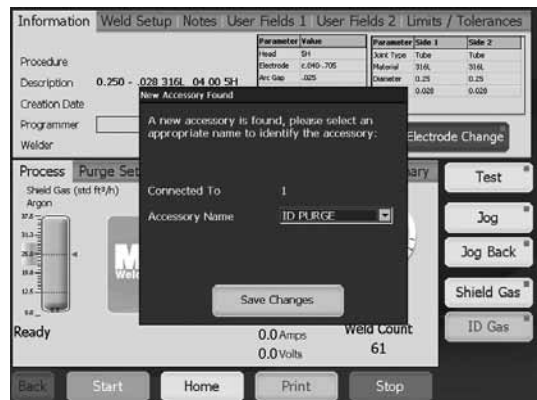 Information Weld Setup Notes User Fields 1 User Fields 2 Limits / Tolerances
Parameter Value
Head 5H
Electrode c.040-.705
Arc Gap .025
Parameter Side 1 Side 2
Joint Type Tube Tube
Material 316L 316L
Diameter 0.25 0.25
0.028 0.028
Procedure
Description 0.250 - .028 316L 04 00 5H
Creation Date
Programmer
Welder
Electrode Change
New Accessory Found
A new accessory is found, please select an
appropriate name to identify the accessory:
Connected To 1
Accessory Name ID PURGE
Save Changes
Process Purge Set
Shield Gas (std ft³/h)
Argon
Ready
0.0 Amps
0.0 Volts
Weld Count
61
Test
Jog
Jog Back
Shield Gas
ID Gas
Back Start Home Print Stop